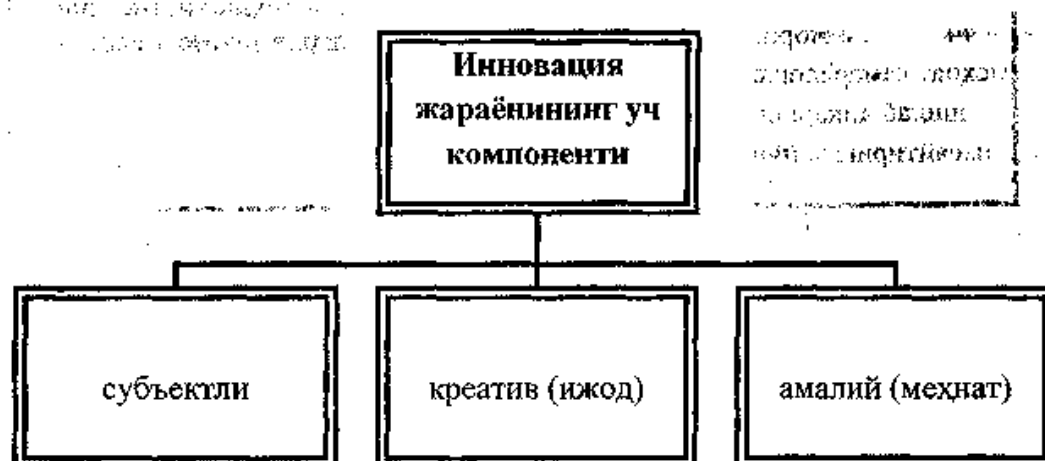 Инновация
жараёнининг уч
компоненти
субъектли
креатив (ижод)
амалий (меҳнат)